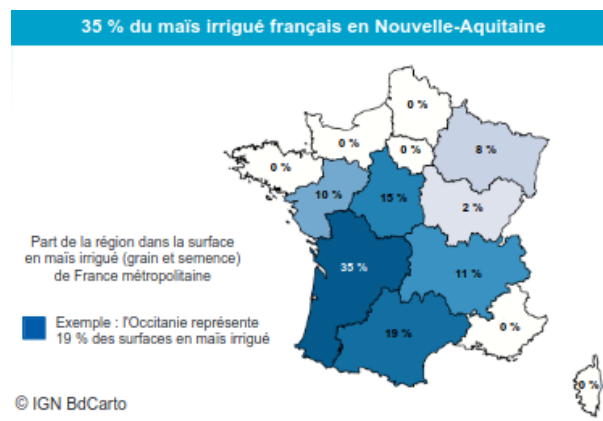 35 % du maïs irrigué français en Nouvelle-Aquitaine
0 %
0 %
0 %
8 %
0 %
10 %
15 %
2 %
Part de la région dans la surface
en maïs irrigué (grain et semence)
de France métropolitaine
35 %
11 %
Exemple : l'Occitanie représente
19 % des surfaces en maïs irrigué
19 %
0 %
0 %
© IGN BdCarto